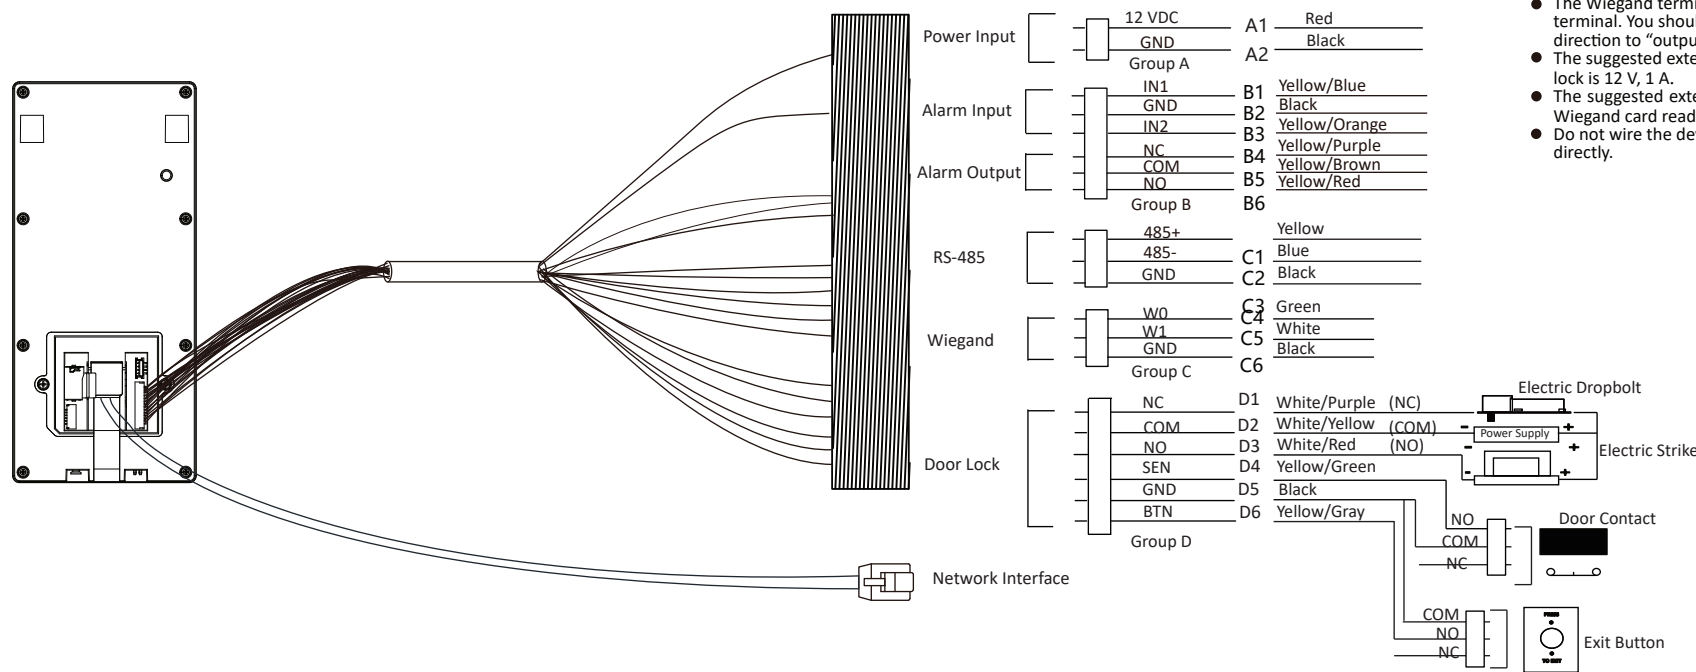 ● The Wiegand termi
terminal. You shou
direction to “outpu
● The suggested exte
lock is 12 V, 1 A.
● The suggested exte
Wiegand card read
● Do not wire the de
directly.
Power Input
12 VDC A1 Red
GND A2 Black
Group A
Alarm Input
IN1 B1 Yellow/Blue
GND B2 Black
IN2 B3 Yellow/Orange
Alarm Output
NC B4 Yellow/Purple
COM B5 Yellow/Brown
NO B6 Yellow/Red
Group B
RS-485
485+ C1 Yellow
485- C2 Blue
GND C3 Black
Wiegand
W0 C4 Green
W1 C5 White
GND C6 Black
Group C
Door Lock
NC D1 White/Purple (NC)
COM D2 White/Yellow (COM)
NO D3 White/Red (NO)
SEN D4 Yellow/Green
GND D5 Black
BTN D6 Yellow/Gray
Group D
Electric Dropbolt
- +
Power Supply
- +
Electric Strike
- +
NO
COM
NC
Door Contact
COM
NO
NC
PRESS
TO EXIT
Exit Button
Network Interface